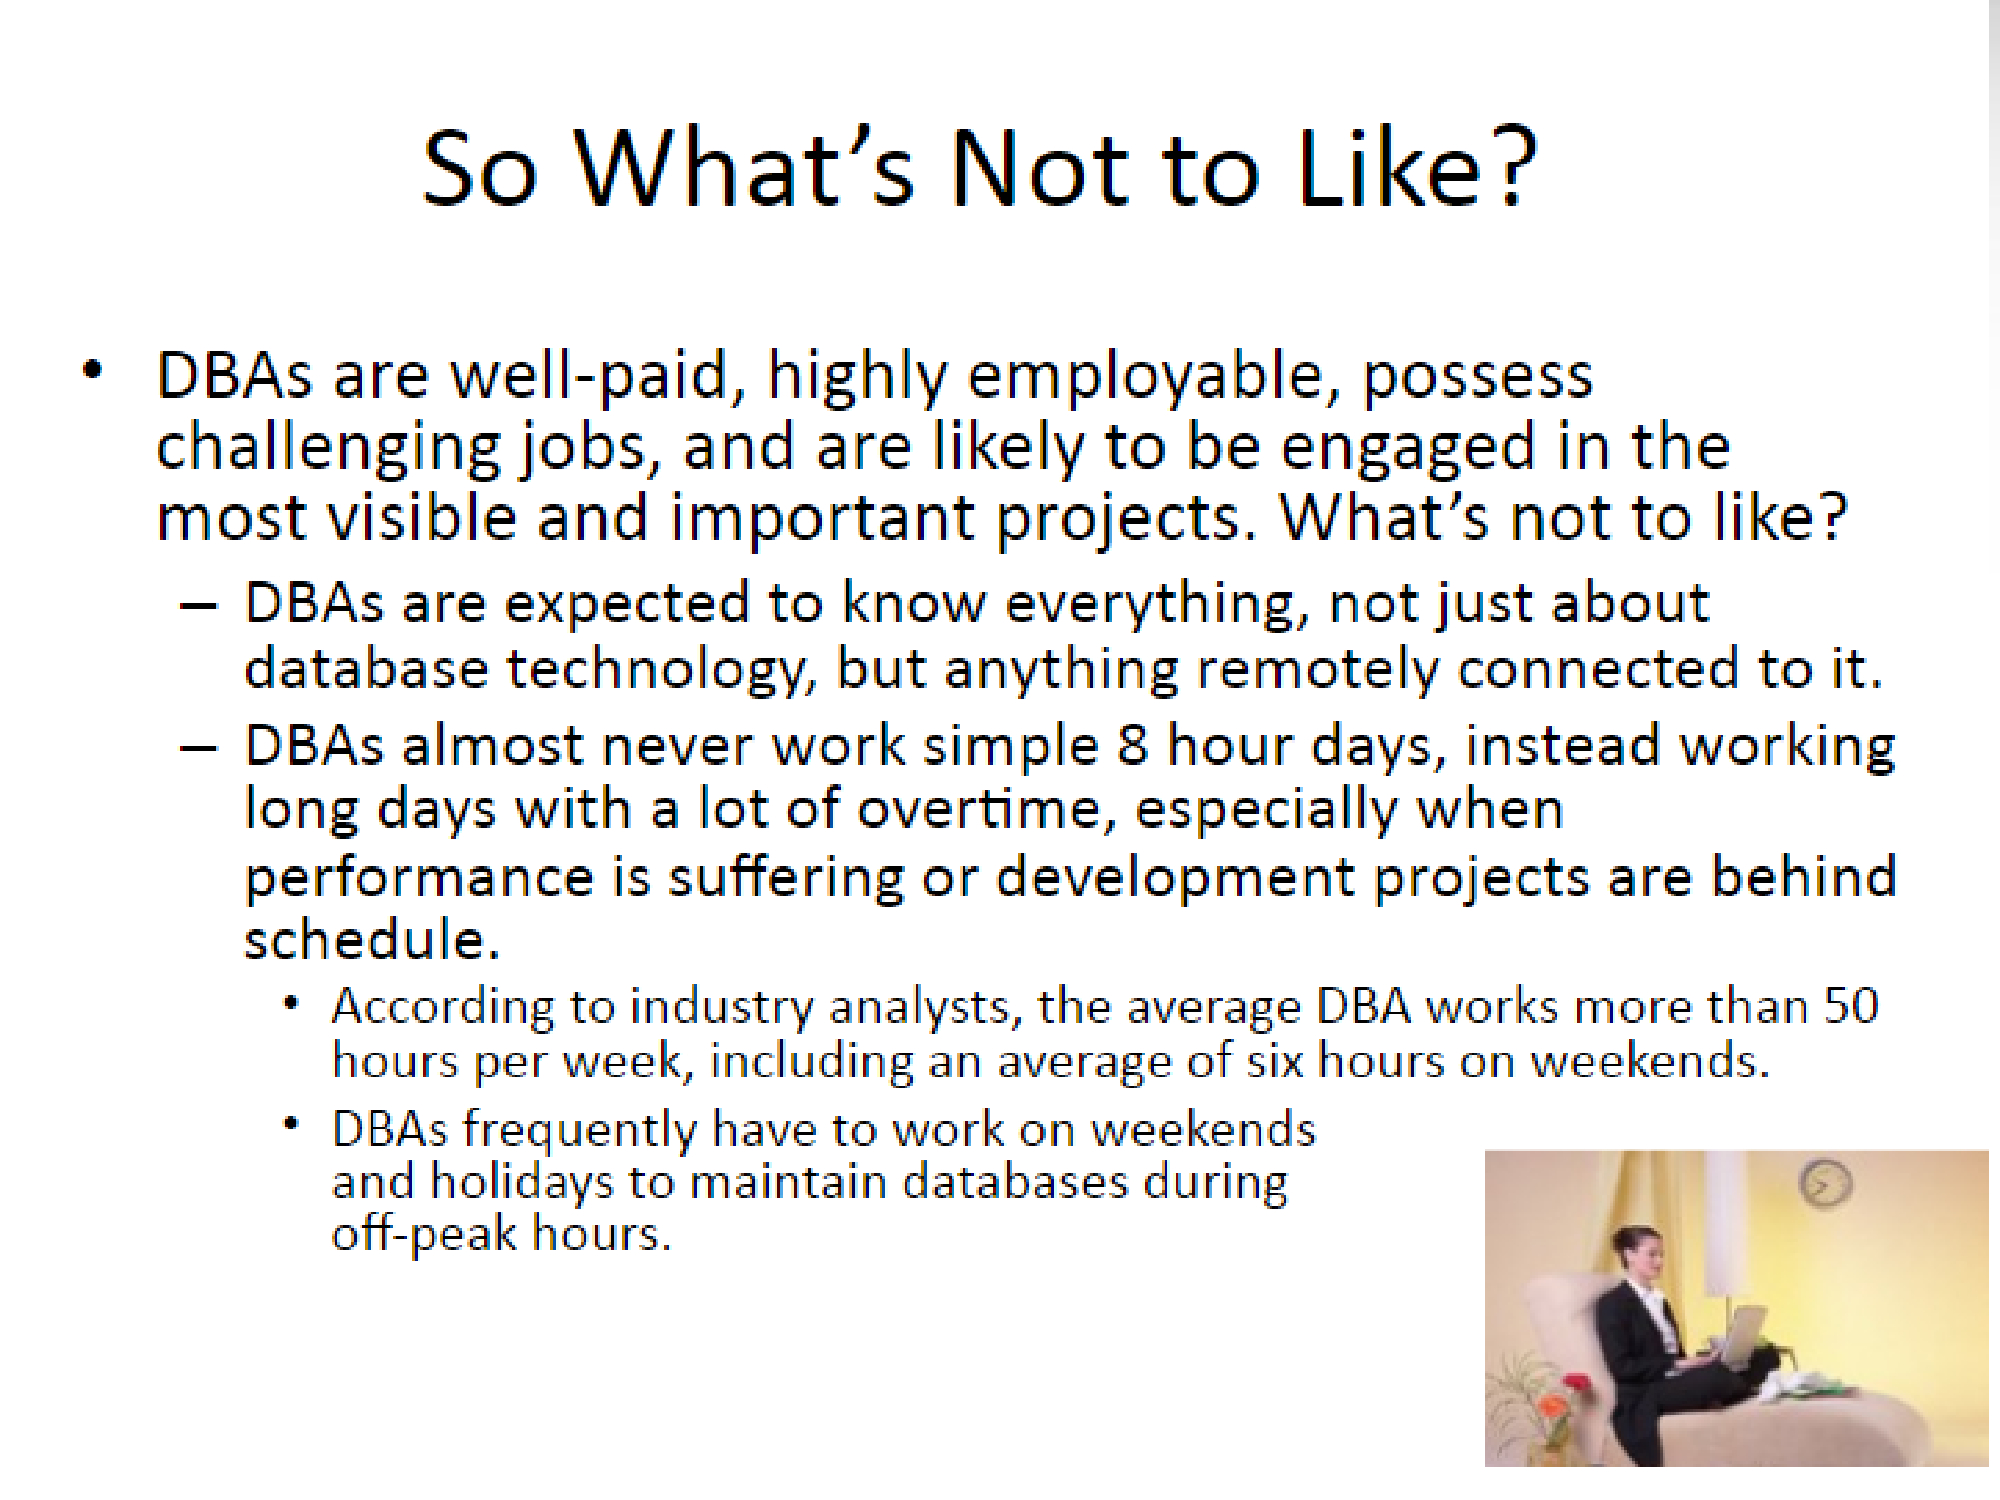 So What’s Not to Like?
• DBAs are well-paid, highly employable, possess
challenging jobs, and are likely to be engaged in the
most visible and important projects. What’s not to like?
– DBAs are expected to know everything, not just about
database technology, but anything remotely connected to it.
– DBAs almost never work simple 8 hour days, instead working
long days with a lot of overtime, especially when
performance is suffering or development projects are behind
schedule.
• According to industry analysts, the average DBA works more than 50
hours per week, including an average of six hours on weekends.
• DBAs frequently have to work on weekends
and holidays to maintain databases during
off-peak hours.